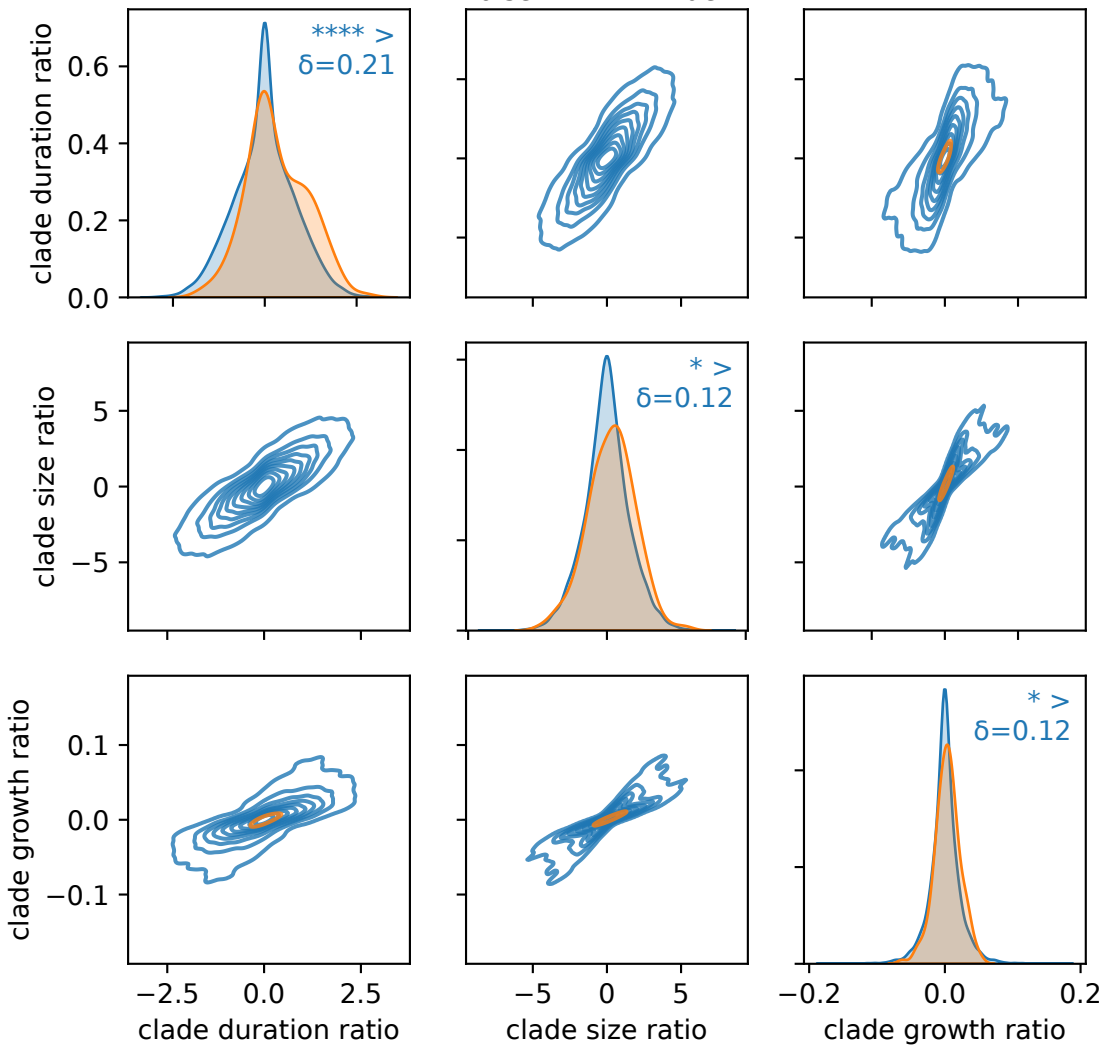 clade duration ratio
0.6
0.4
0.2
0.0
**** >
δ=0.21
clade size ratio
5
0
−5
* >
δ=0.12
clade growth ratio
0.1
0.0
−0.1
* >
δ=0.12
−2.5 0.0 2.5
−5 0 5
−0.2 0.0 0.2
clade duration ratio
clade size ratio
clade growth ratio